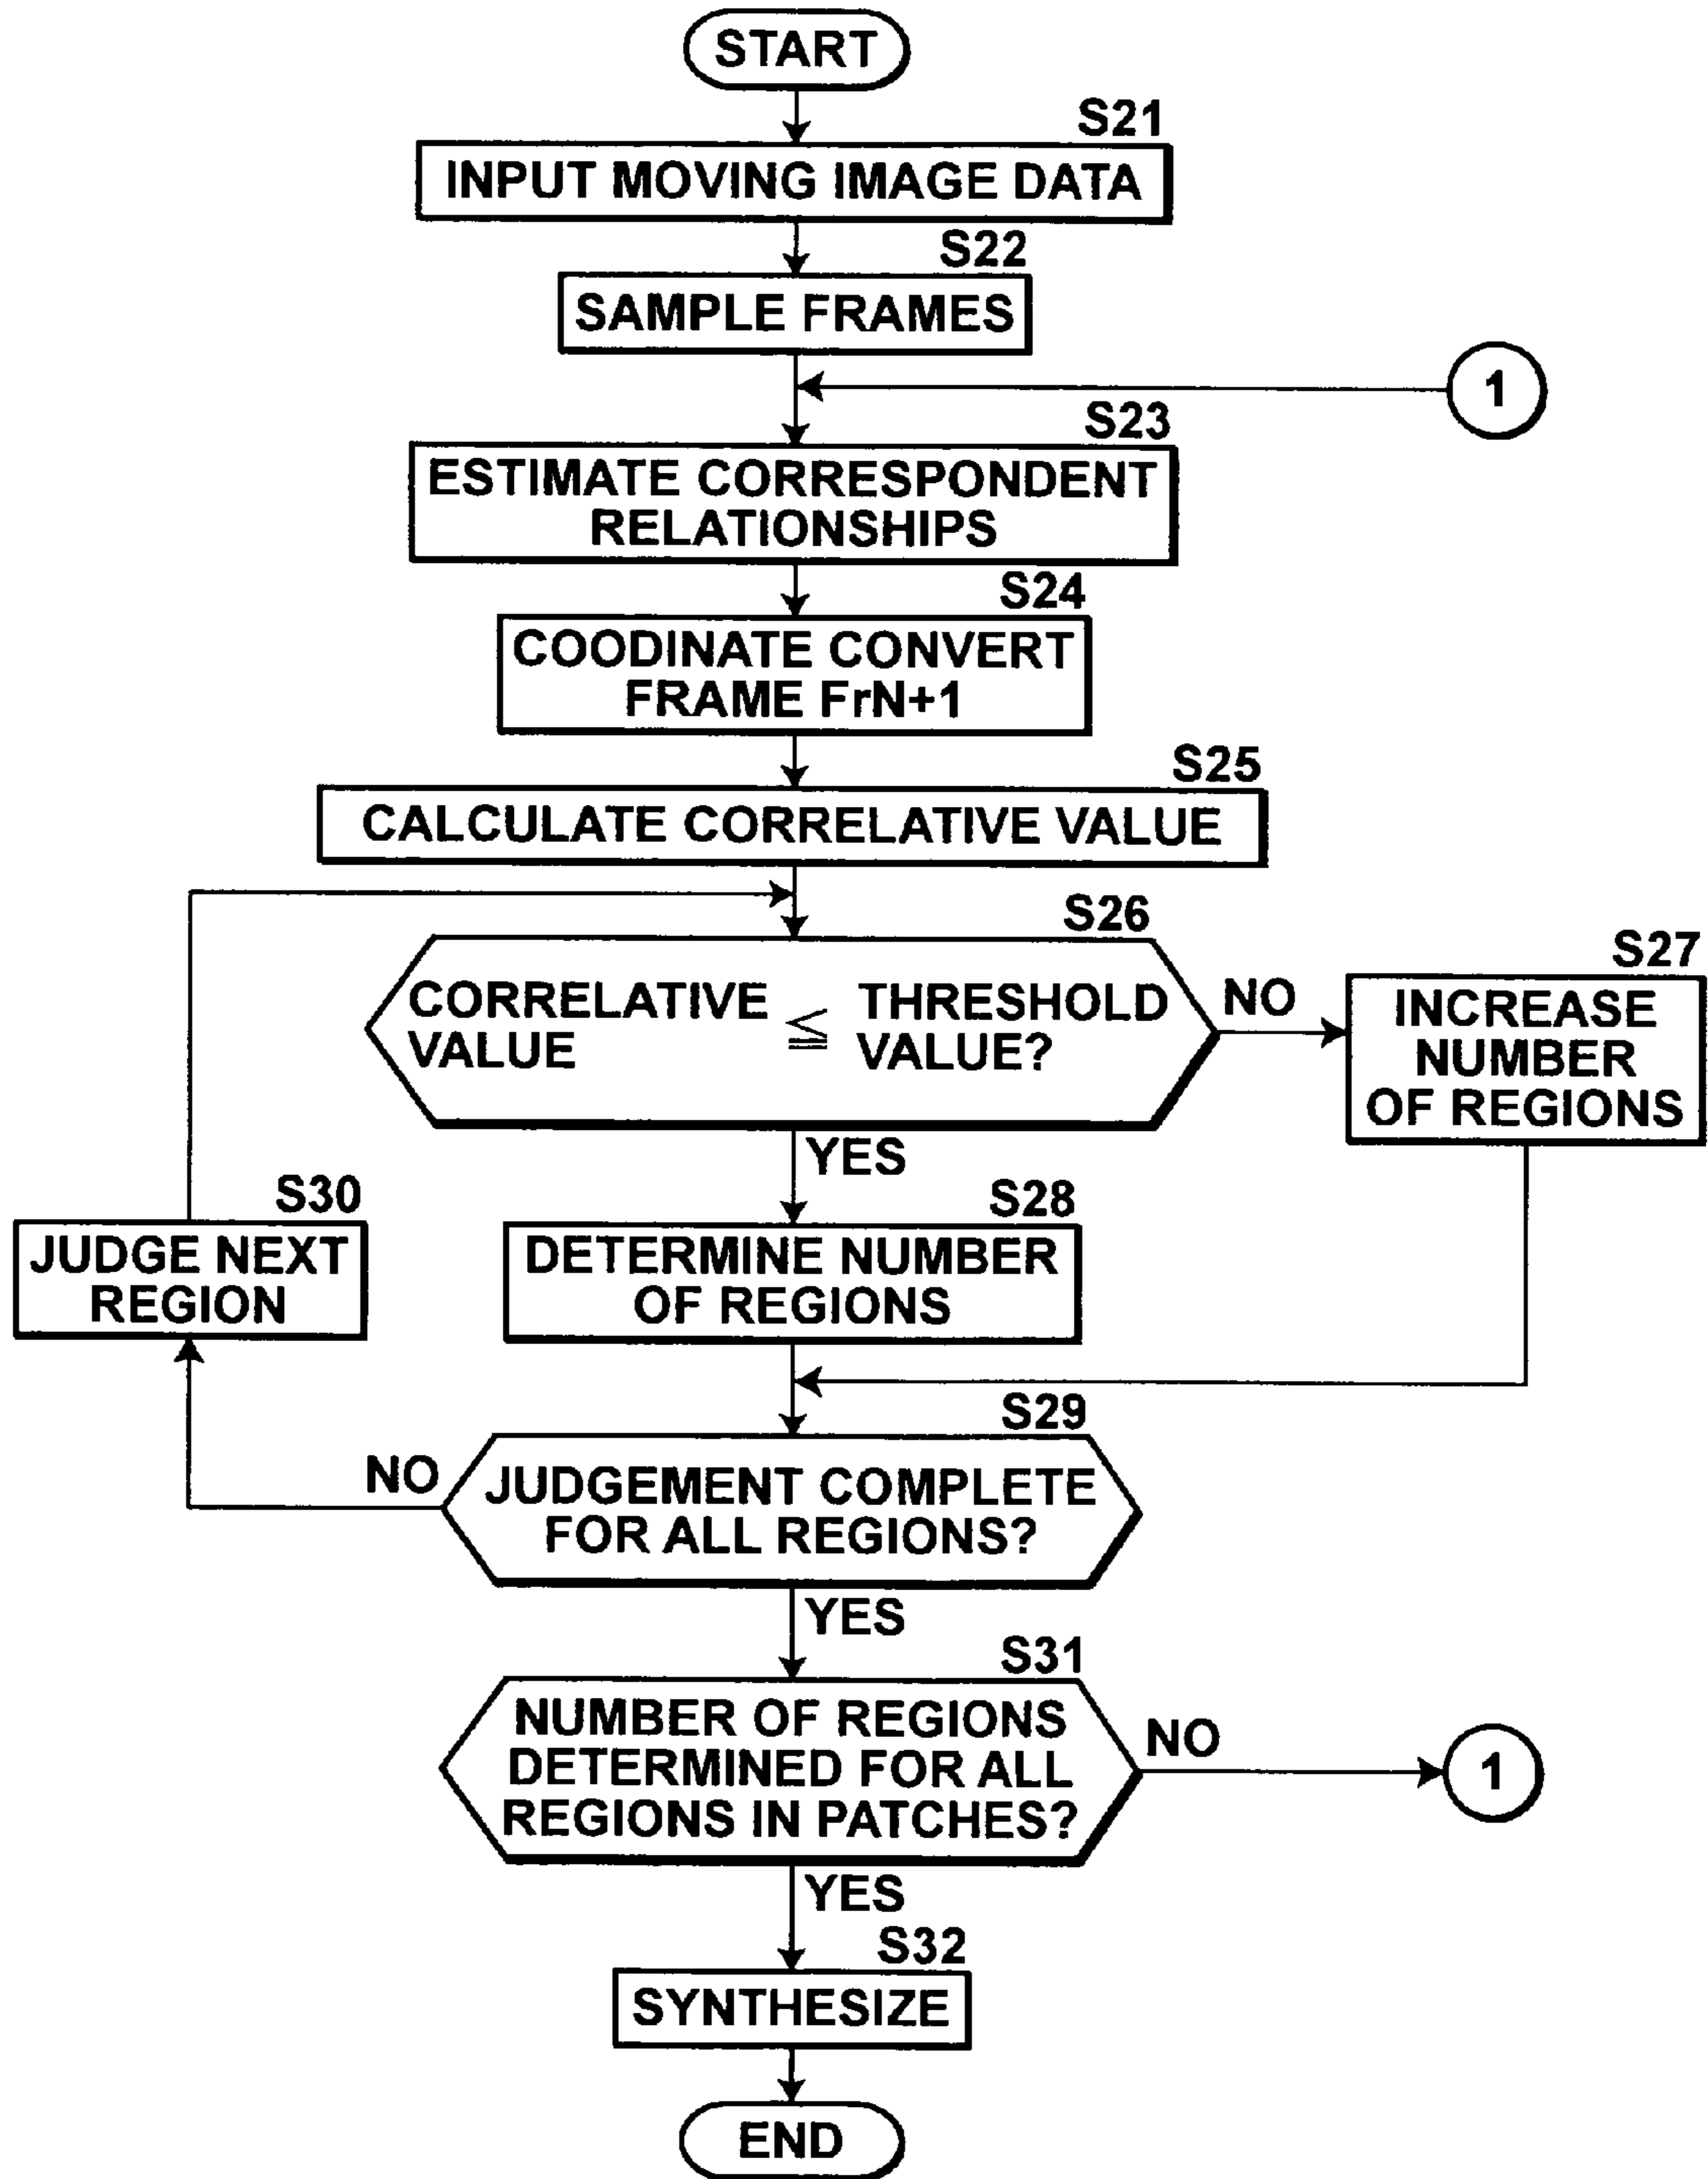 START
S21
INPUT MOVING IMAGE DATA
S22
SAMPLE FRAMES
1
S23
ESTIMATE CORRESPONDENT
RELATIONSHIPS
S24
COODINATE CONVERT
FRAME FrN+1
S25
CALCULATE CORRELATIVE VALUE
S26
CORRELATIVE
VALUE
≦
THRESHOLD
VALUE?
NO
S27
INCREASE
NUMBER
OF REGIONS
YES
S28
DETERMINE NUMBER
OF REGIONS
S30
JUDGE NEXT
REGION
S29
NO
JUDGEMENT COMPLETE
FOR ALL REGIONS?
YES
S31
NUMBER OF REGIONS
DETERMINED FOR ALL
REGIONS IN PATCHES?
NO
1
YES
S32
SYNTHESIZE
END